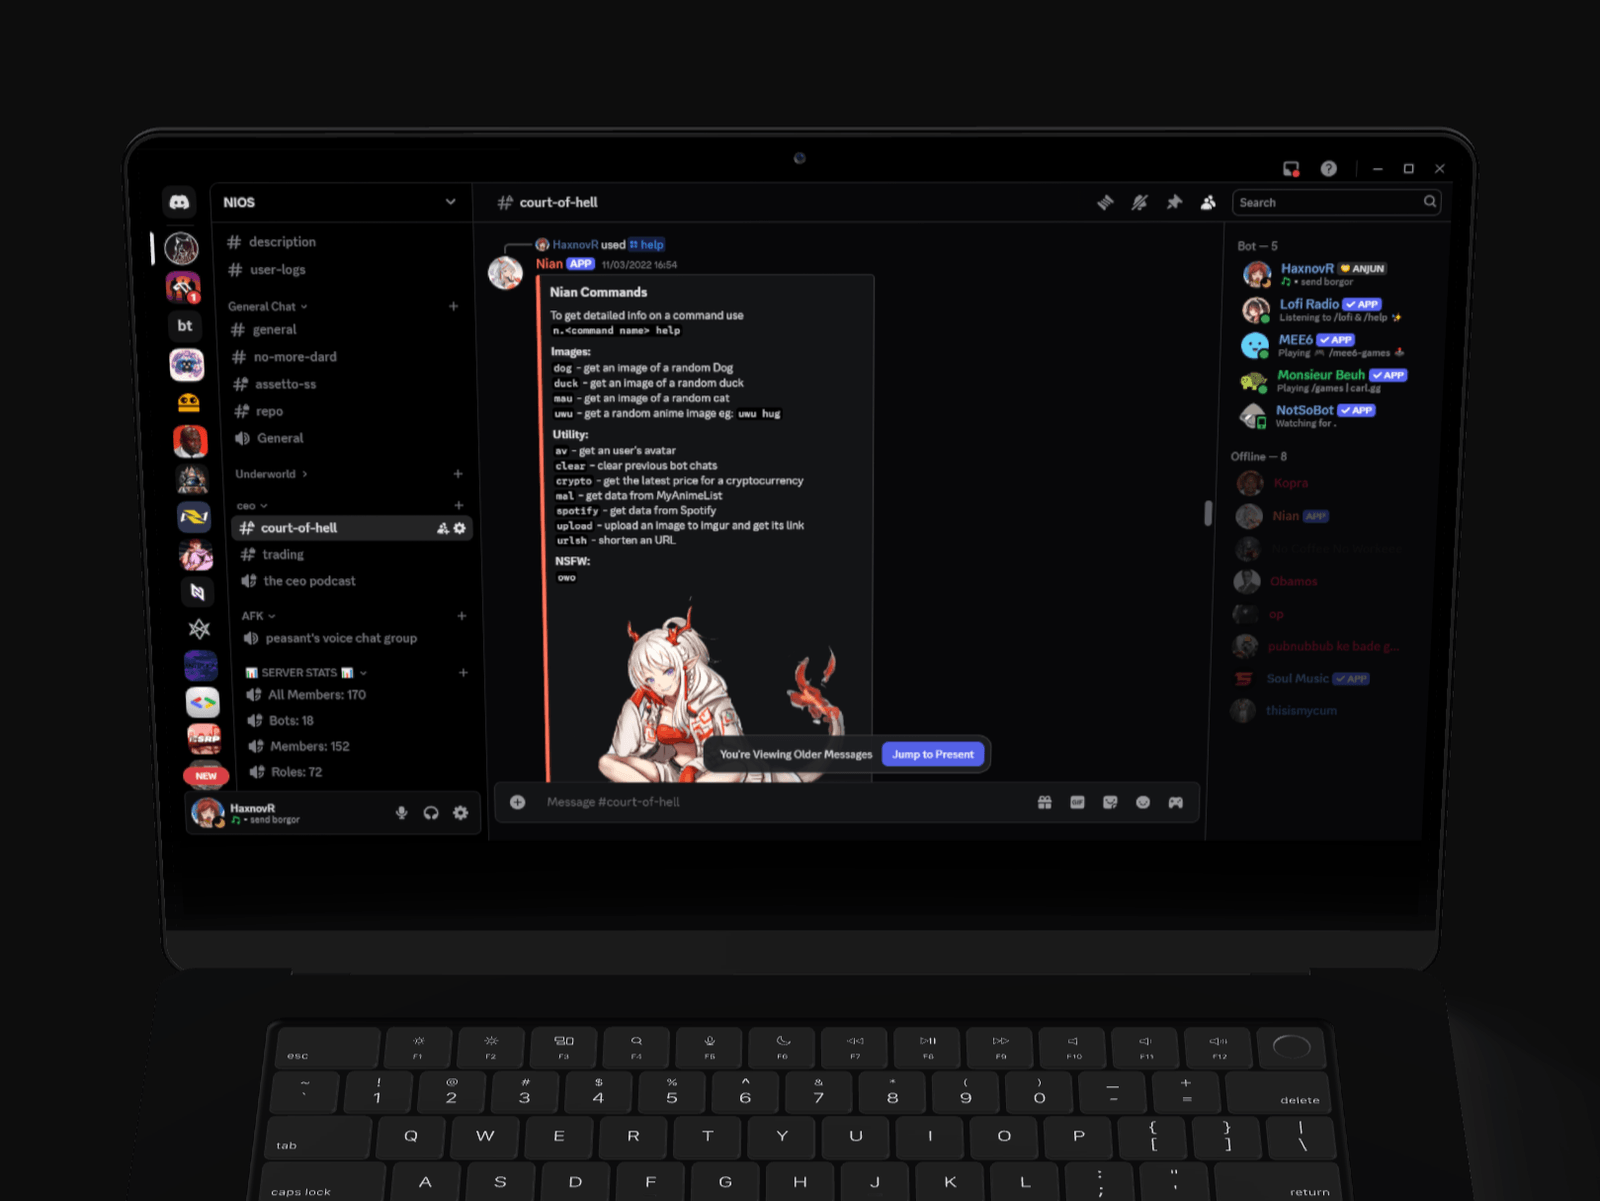 NIOS
description
user-logs
General Chat
general
no-more-dard
assetto-ss
repo
General
Underworld
ceo
court-of-hell
trading
the ceo podcast
AFK
peasant's voice chat group
SERVER STATS
All Members: 170
Bots: 18
Members: 152
Roles: 72
1
bt
NEW
HaxnovR
• send borgor
court-of-hell
Search
HaxnovR used help
Nian APP 11/03/2022 16:54
Nian Commands
To get detailed info on a command use
n.<command name> help
Images:
dog - get an image of a random Dog
duck - get an image of a random duck
mau - get an image of a random cat
uwu - get a random anime image eg: uwu hug
Utility:
av - get an user's avatar
clear - clear previous bot chats
crypto - get the latest price for a cryptocurrency
mal - get data from MyAnimeList
spotify - get data from Spotify
upload - upload an image to Imgur and get its link
urlsh - shorten an URL
NSFW:
owo
You're Viewing Older Messages Jump to Present
Message #court-of-hell
GIF
Bot — 5
HaxnovR ANJUN
• send borgor
Lofi Radio APP
Listening to /lofi & /help ✨
MEE6 APP
Playing 🎮 /mee6-games 🕹️
Monsieur Beuh APP
Playing /games | carl.gg
NotSoBot APP
Watching for .
Offline — 8
Kopra
Nian APP
Obamos
op
pubnubbub ke bade g...
Soul Music APP
thisismycum
esc F1 F2 F3 F4 F5 F6 F7 F8 F9 F10 F11 F12
~ ! @ # $ % ^ & * ( ) — +
` 1 2 3 4 5 6 7 8 9 0 - = delete
tab Q W E R T Y U I O P { [ } ] | \
caps lock A S D F G H J K L : ; " ' return